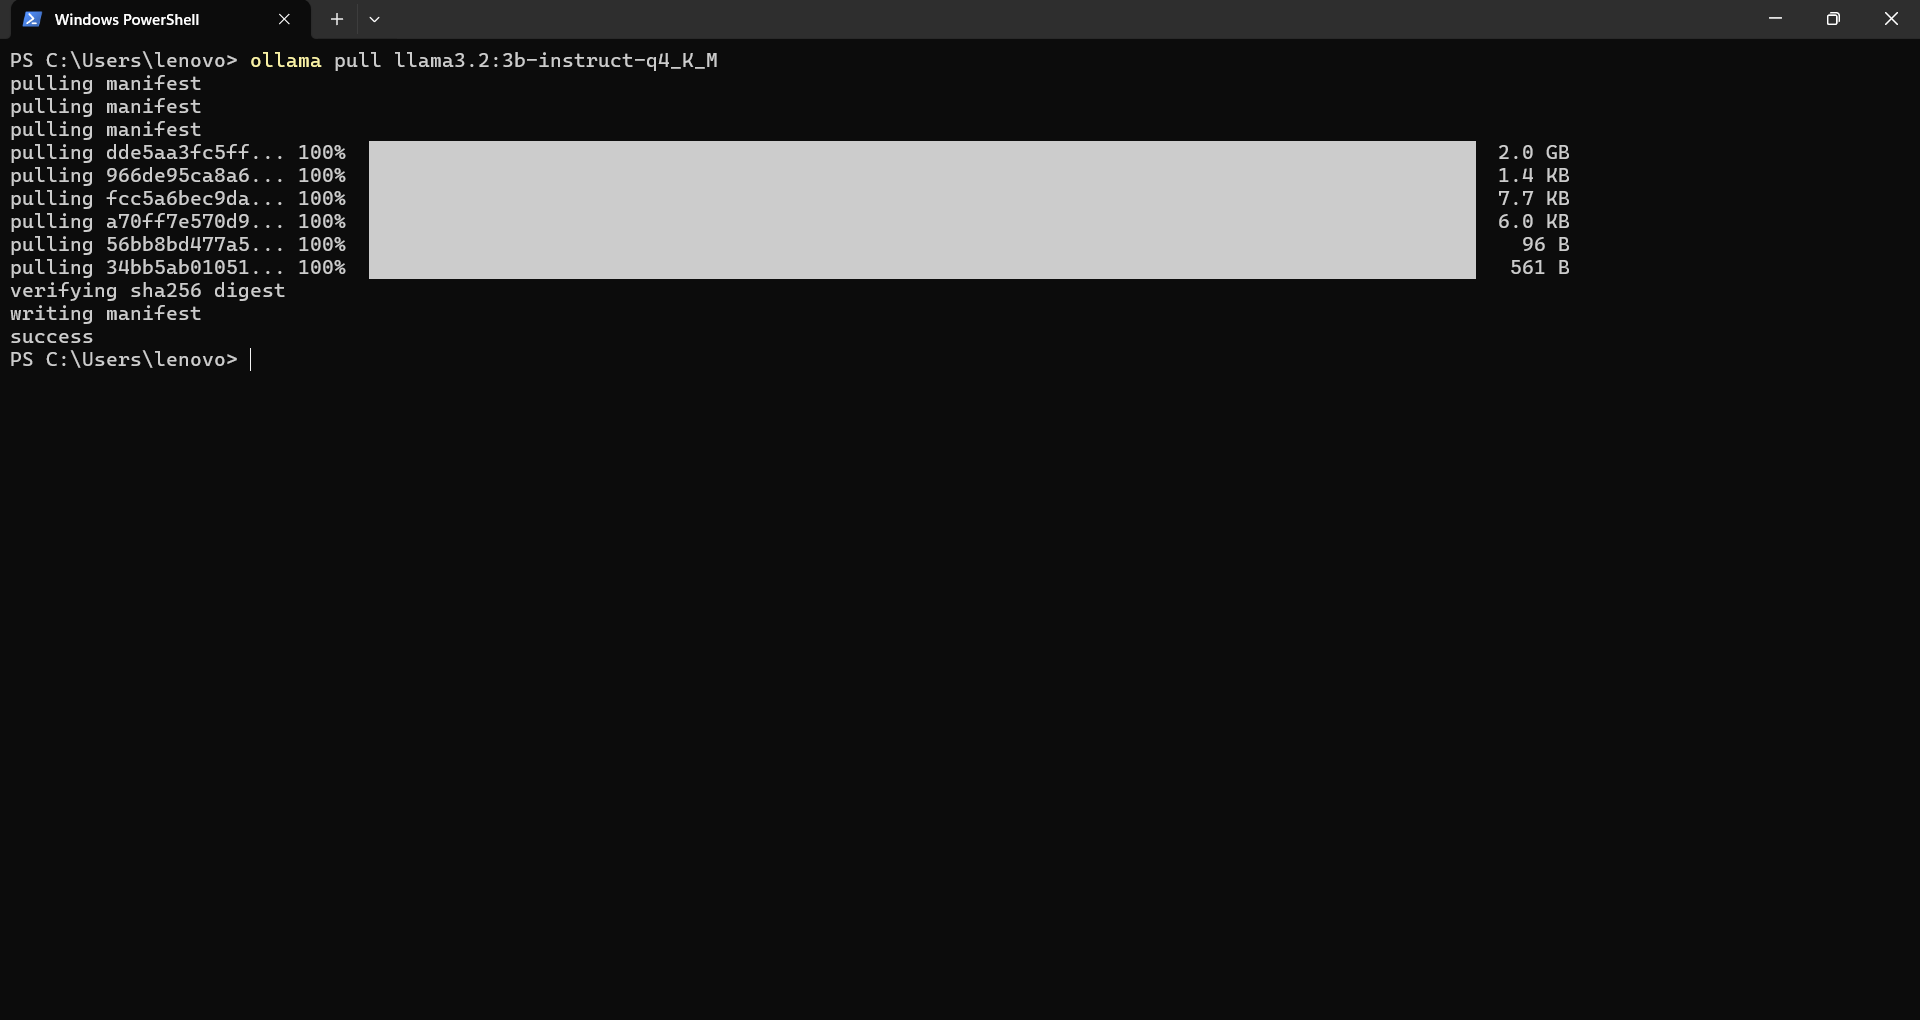 Windows PowerShell
PS C:\Users\lenovo> ollama pull llama3.2:3b-instruct-q4_K_M
pulling manifest
pulling manifest
pulling manifest
pulling dde5aa3fc5ff... 100% 2.0 GB
pulling 966de95ca8a6... 100% 1.4 KB
pulling fcc5a6bec9da... 100% 7.7 KB
pulling a70ff7e570d9... 100% 6.0 KB
pulling 56bb8bd477a5... 100% 96 B
pulling 34bb5ab01051... 100% 561 B
verifying sha256 digest
writing manifest
success
PS C:\Users\lenovo>